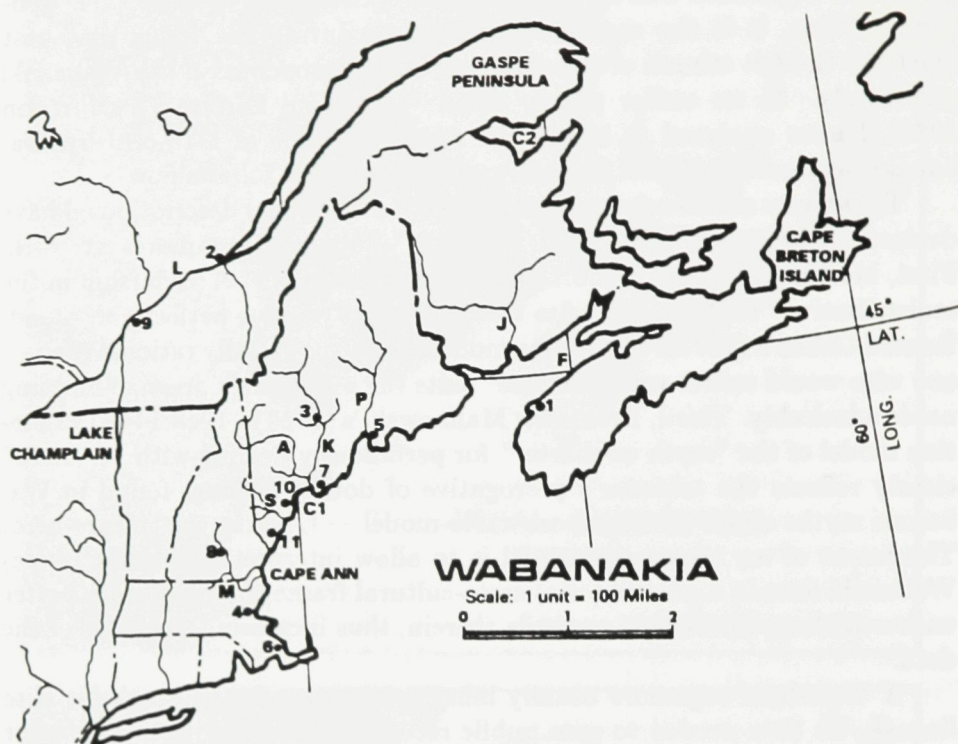 GASPE
PENINSULA
C2
CAPE
BRETON
ISLAND
2
L
9
J
F
45°
LAT.
3
P
1
LAKE
CHAMPLAIN
A
K
5
7
10
S
C1
60° LONG.
11
8
CAPE ANN
M
4
6
WABANAKIA
Scale: 1 unit = 100 Miles
0
1
2